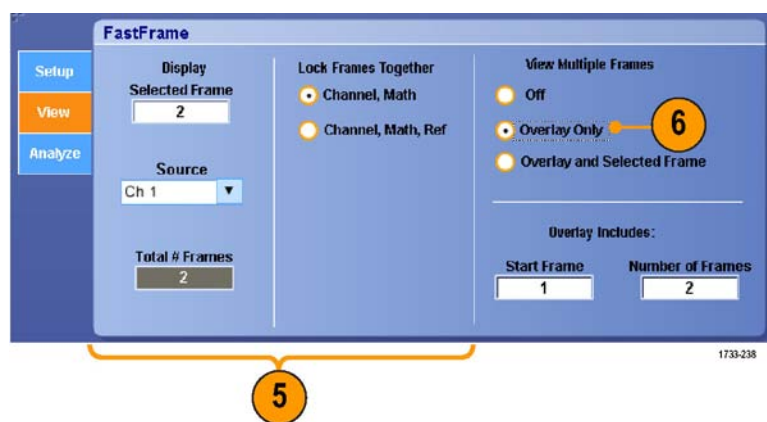 FastFrame
Setup
View
Analyze
Display
Selected Frame
2
Source
Ch 1
Total # Frames
2
Lock Frames Together
Channel, Math
Channel, Math, Ref
View Multiple Frames
Off
Overlay Only
6
Overlay and Selected Frame
Overlay Includes:
Start Frame Number of Frames
1 2
1733-238
5